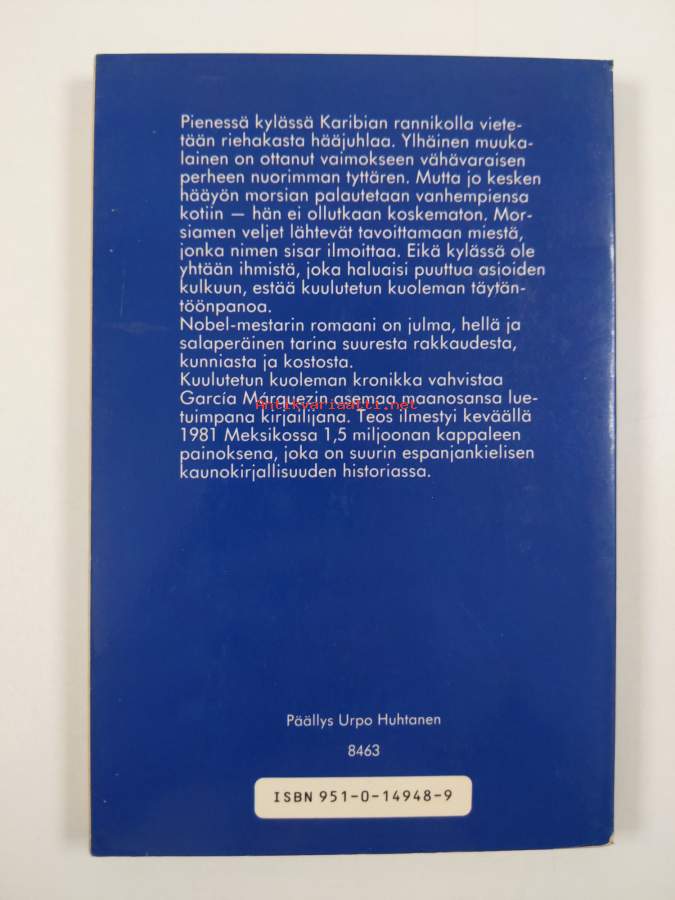 Pienessä kylässä Karibian rannikolla viete-
tään riehakasta hääjuhlaa. Ylhäinen muuka-
lainen on ottanut vaimokseen vähävaraisen
perheen nuorimman tyttären. Mutta jo kesken
hääyön morsian palautetaan vanhempiensa
kotiin — hän ei ollutkaan koskematon. Mor-
siamen veljet lähtevät tavoittamaan miestä,
jonka nimen sisar ilmoittaa. Eikä kylässä ole
yhtään ihmistä, joka haluaisi puuttua asioiden
kulkuun, estää kuulutetun kuoleman täytän-
töönpanoa.
Nobel-mestarin romaani on julma, hellä ja
salaperäinen tarina suuresta rakkaudesta,
kunniasta ja kostosta.
Kuulutetun kuoleman kronikka vahvistaa
García Márquezin asemaa maanosansa lue-
Antikvariaatti.net
tuimpana kirjailijana. Teos ilmestyi keväällä
1981 Meksikossa 1,5 miljoonan kappaleen
painoksena, joka on suurin espanjankielisen
kaunokirjallisuuden historiassa.
Päällys Urpo Huhtanen
8463
ISBN 951-0-14948-9